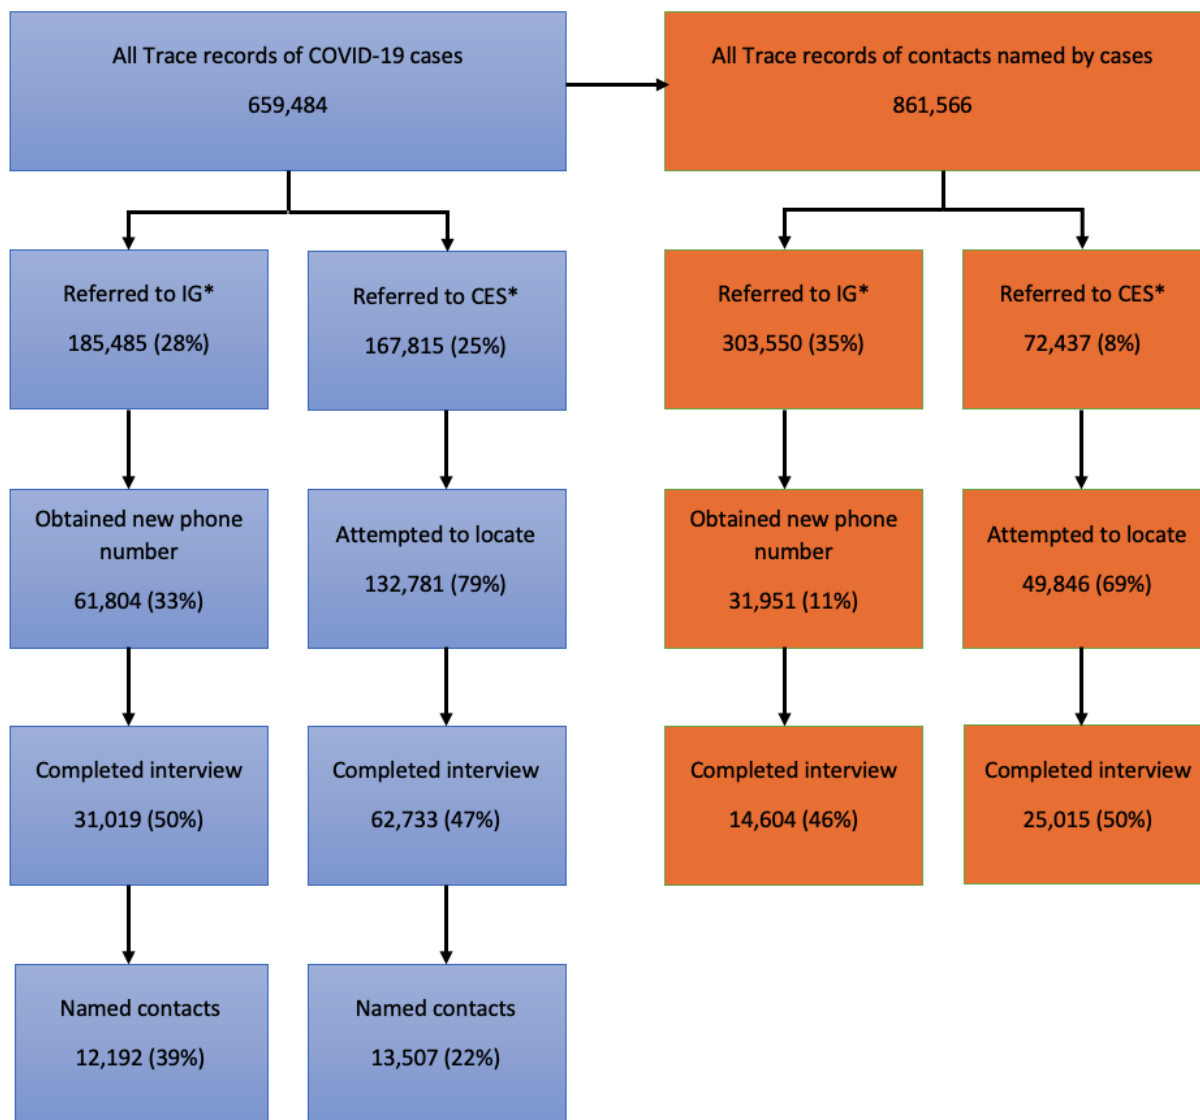 All Trace records of COVID-19 cases
659,484
All Trace records of contacts named by cases
861,566
Referred to IG*
185,485 (28%)
Referred to CES*
167,815 (25%)
Referred to IG*
303,550 (35%)
Referred to CES*
72,437 (8%)
Obtained new phone
number
61,804 (33%)
Attempted to locate
132,781 (79%)
Obtained new phone
number
31,951 (11%)
Attempted to locate
49,846 (69%)
Completed interview
31,019 (50%)
Completed interview
62,733 (47%)
Completed interview
14,604 (46%)
Completed interview
25,015 (50%)
Named contacts
12,192 (39%)
Named contacts
13,507 (22%)